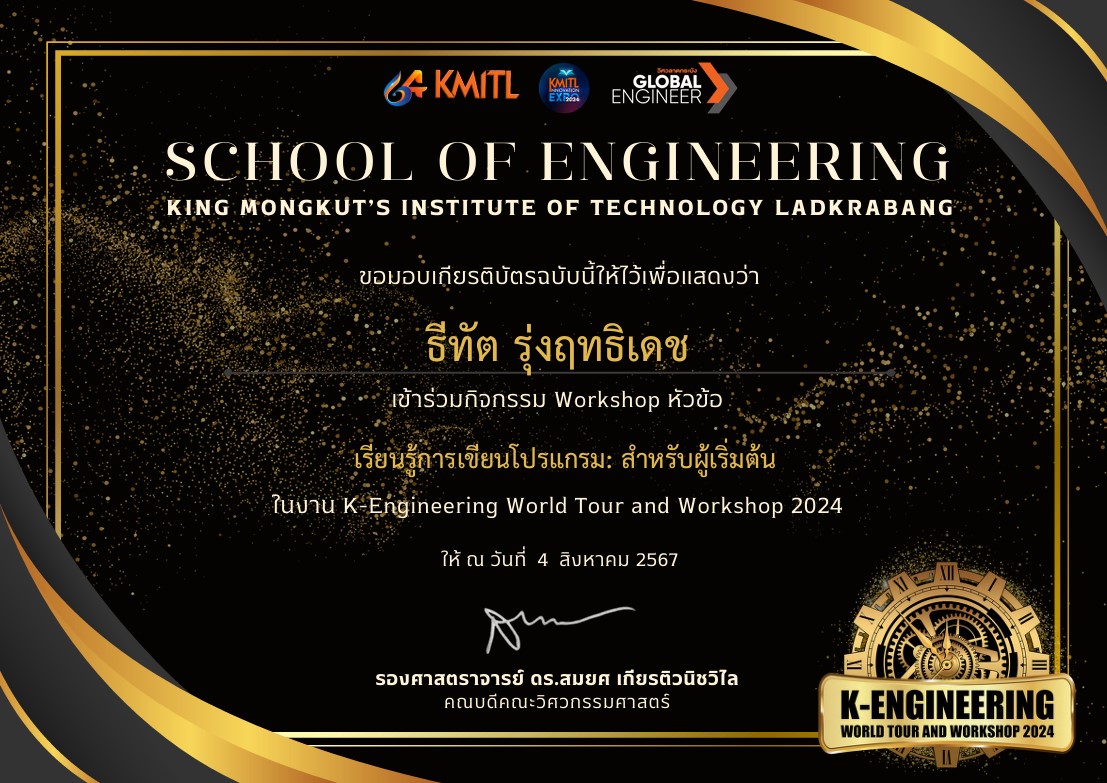 64 KMITL
KMITL
INNOVATION
EXPO 2024
วิศวลาดกระบัง
GLOBAL
ENGINEER
SCHOOL OF ENGINEERING
KING MONGKUT'S INSTITUTE OF TECHNOLOGY LADKRABANG
ขอมอบเกียรติบัตรฉบับนี้ให้ไว้เพื่อแสดงว่า
ธีทัต รุ่งฤทธิเดช
เข้าร่วมกิจกรรม Workshop หัวข้อ
เรียนรู้การเขียนโปรแกรม: สำหรับผู้เริ่มต้น
ในงาน K-Engineering World Tour and Workshop 2024
ให้ ณ วันที่ 4 สิงหาคม 2567
รองศาสตราจารย์ ดร.สมยศ เกียรติวนิชวิไล
คณบดีคณะวิศวกรรมศาสตร์
K-ENGINEERING
WORLD TOUR AND WORKSHOP 2024